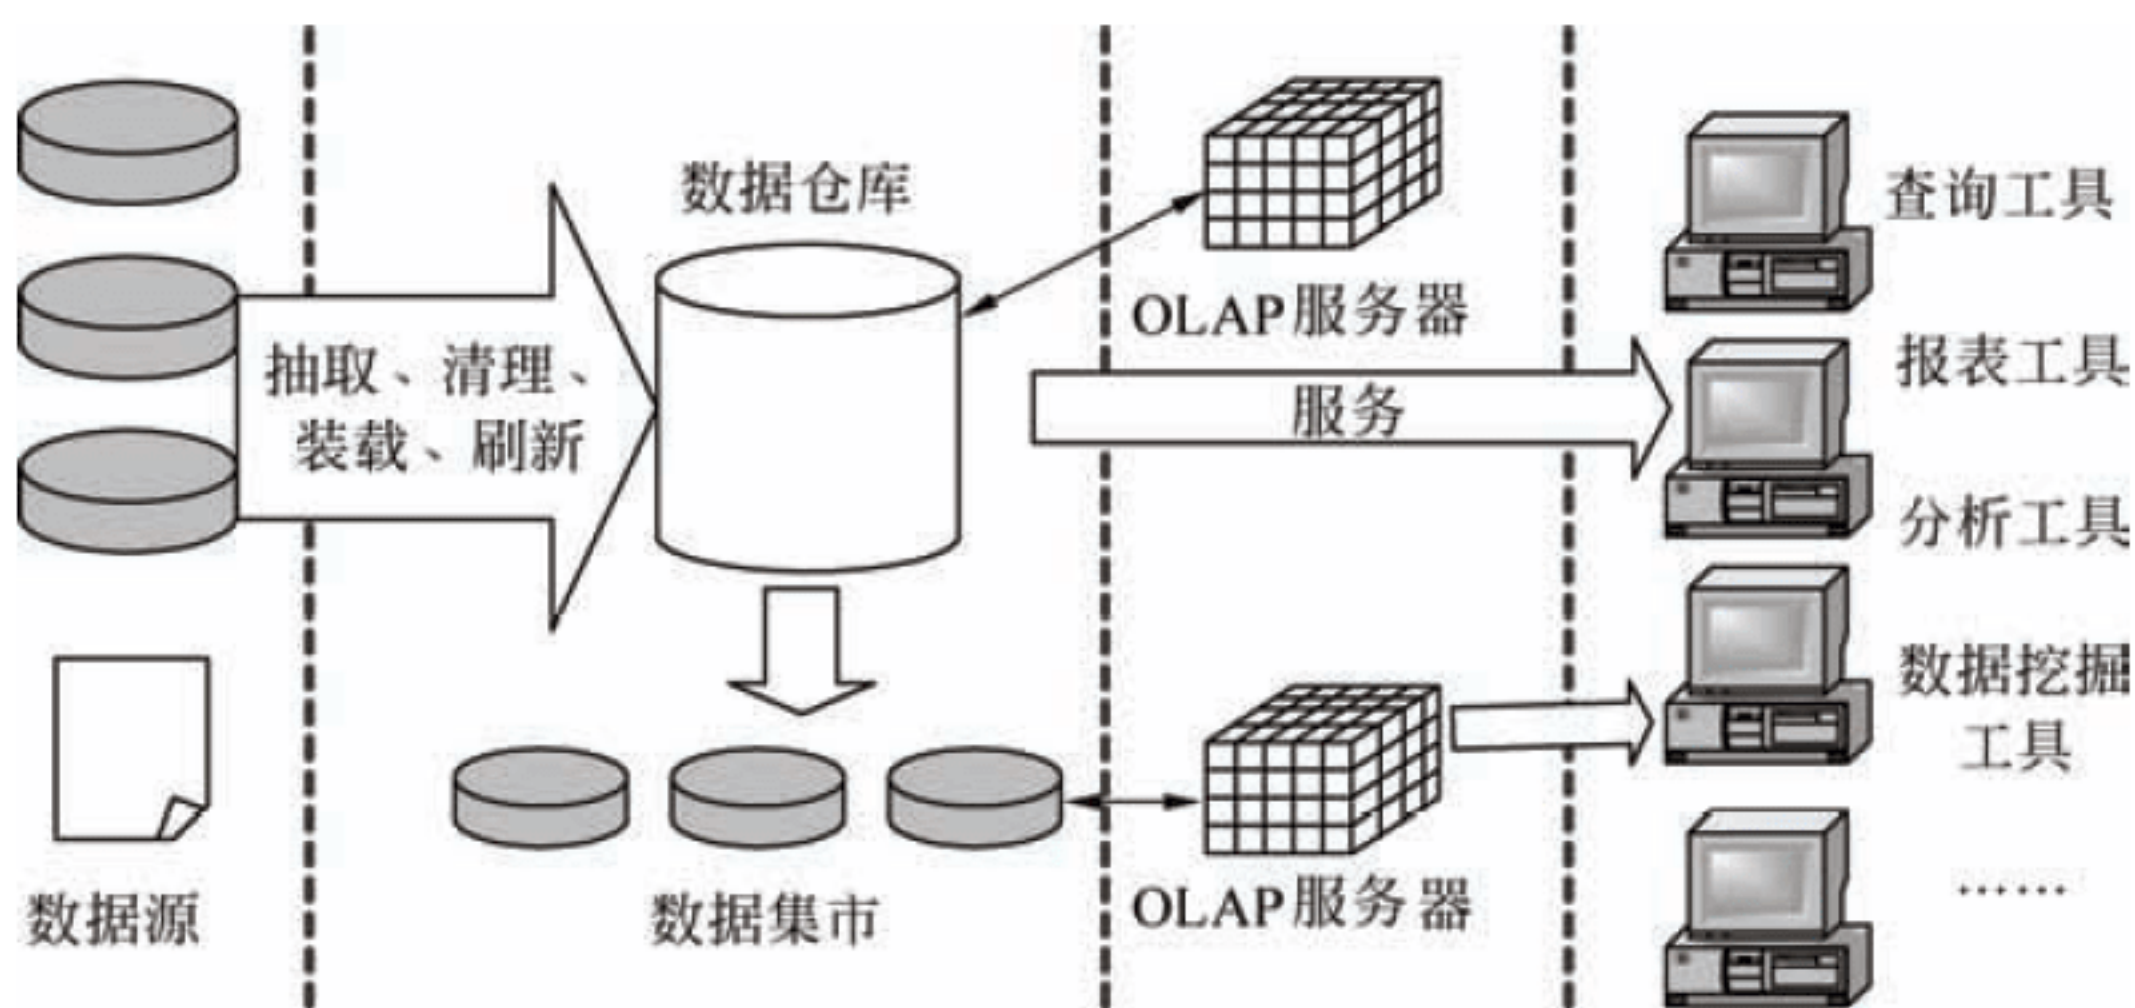 数据仓库
查询工具
OLAP服务器
报表工具
抽取、清理、
装载、刷新
服务
分析工具
数据挖掘
工具
数据源
数据集市
OLAP服务器
……